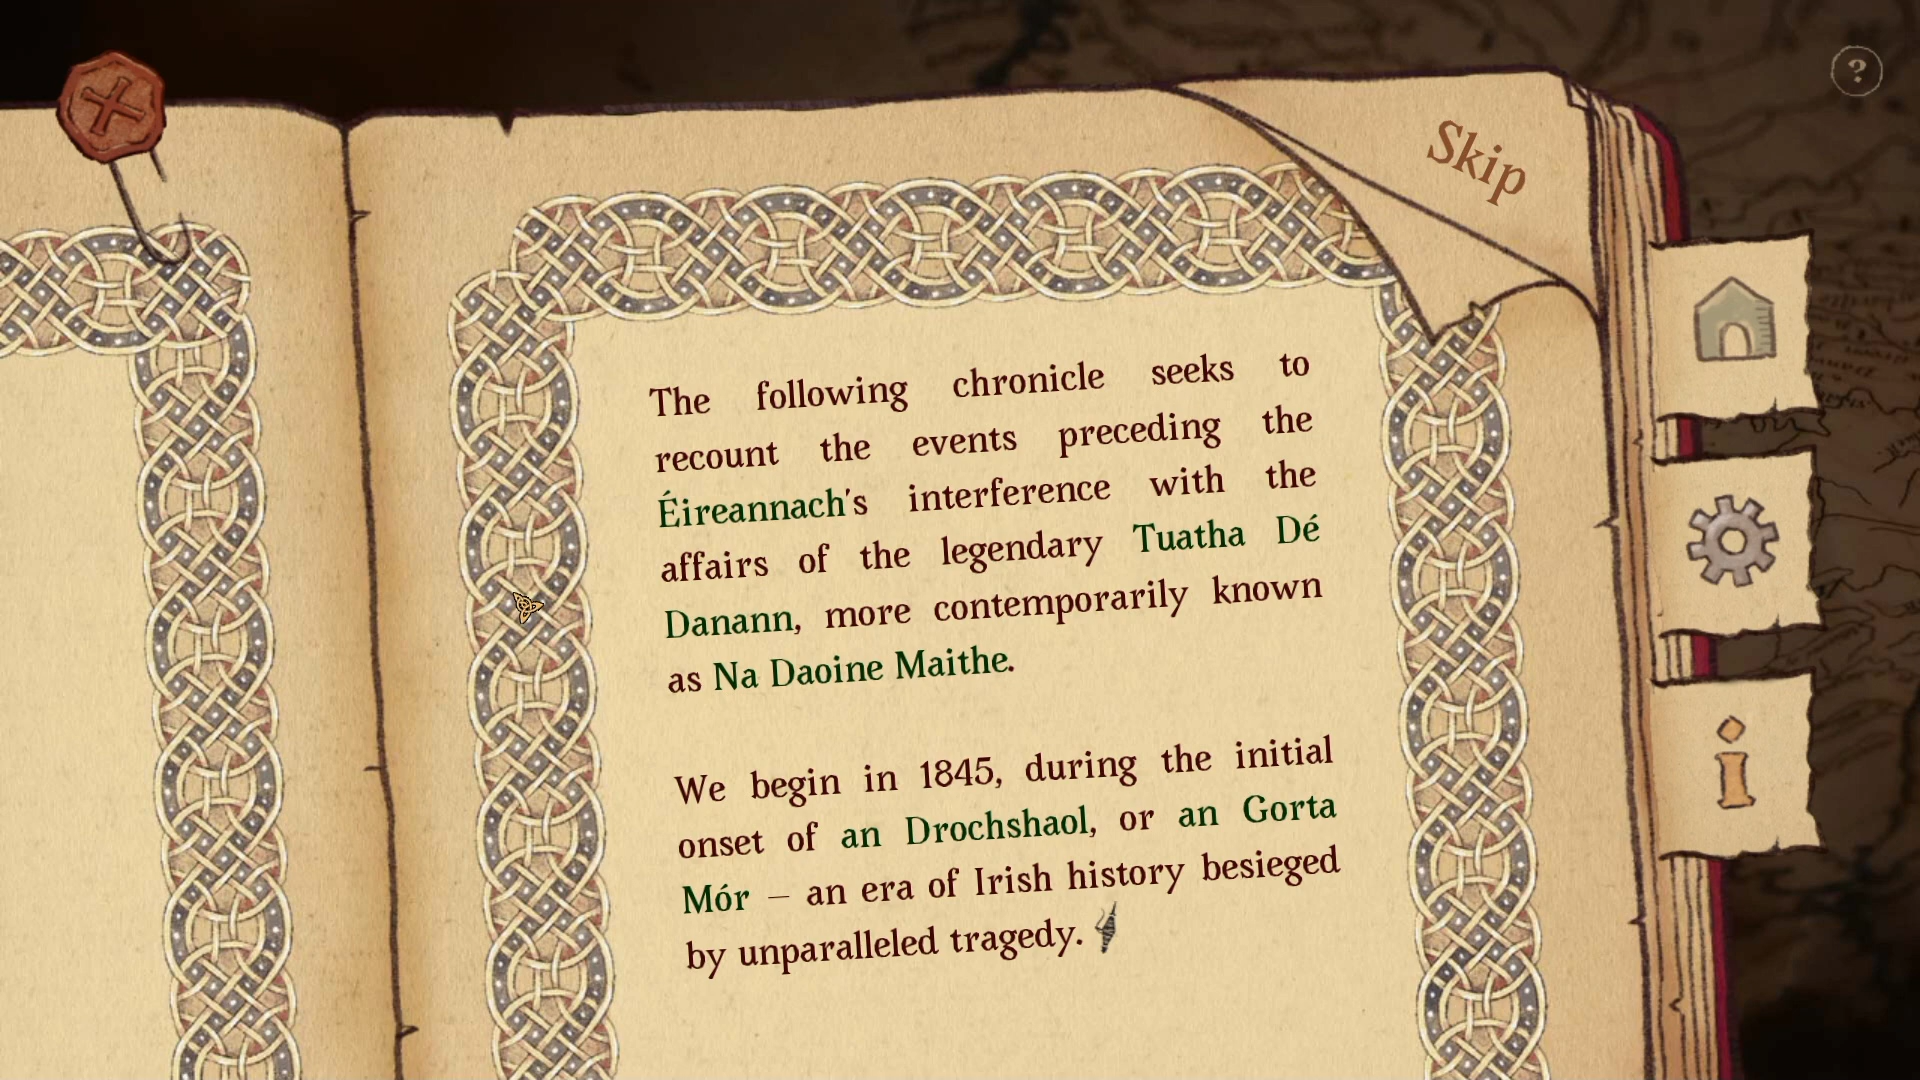 ?
Skip
The following chronicle seeks to
recount the events preceding the
Éireannach's interference with the
affairs of the legendary Tuatha Dé
Danann, more contemporarily known
as Na Daoine Maithe.
We begin in 1845, during the initial
onset of an Drochshaol, or an Gorta
Mór – an era of Irish history besieged
by unparalleled tragedy.